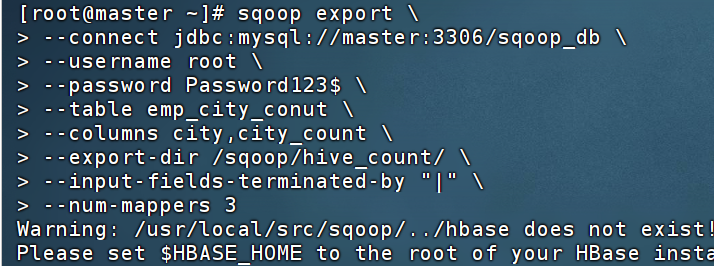 [root@master ~]# sqoop export \
> --connect jdbc:mysql://master:3306/sqoop_db \
> --username root \
> --password Password123$ \
> --table emp_city_conut \
> --columns city,city_count \
> --export-dir /sqoop/hive_count/ \
> --input-fields-terminated-by "|" \
> --num-mappers 3
Warning: /usr/local/src/sqoop/../hbase does not exist!
Please set $HBASE_HOME to the root of your HBase insta